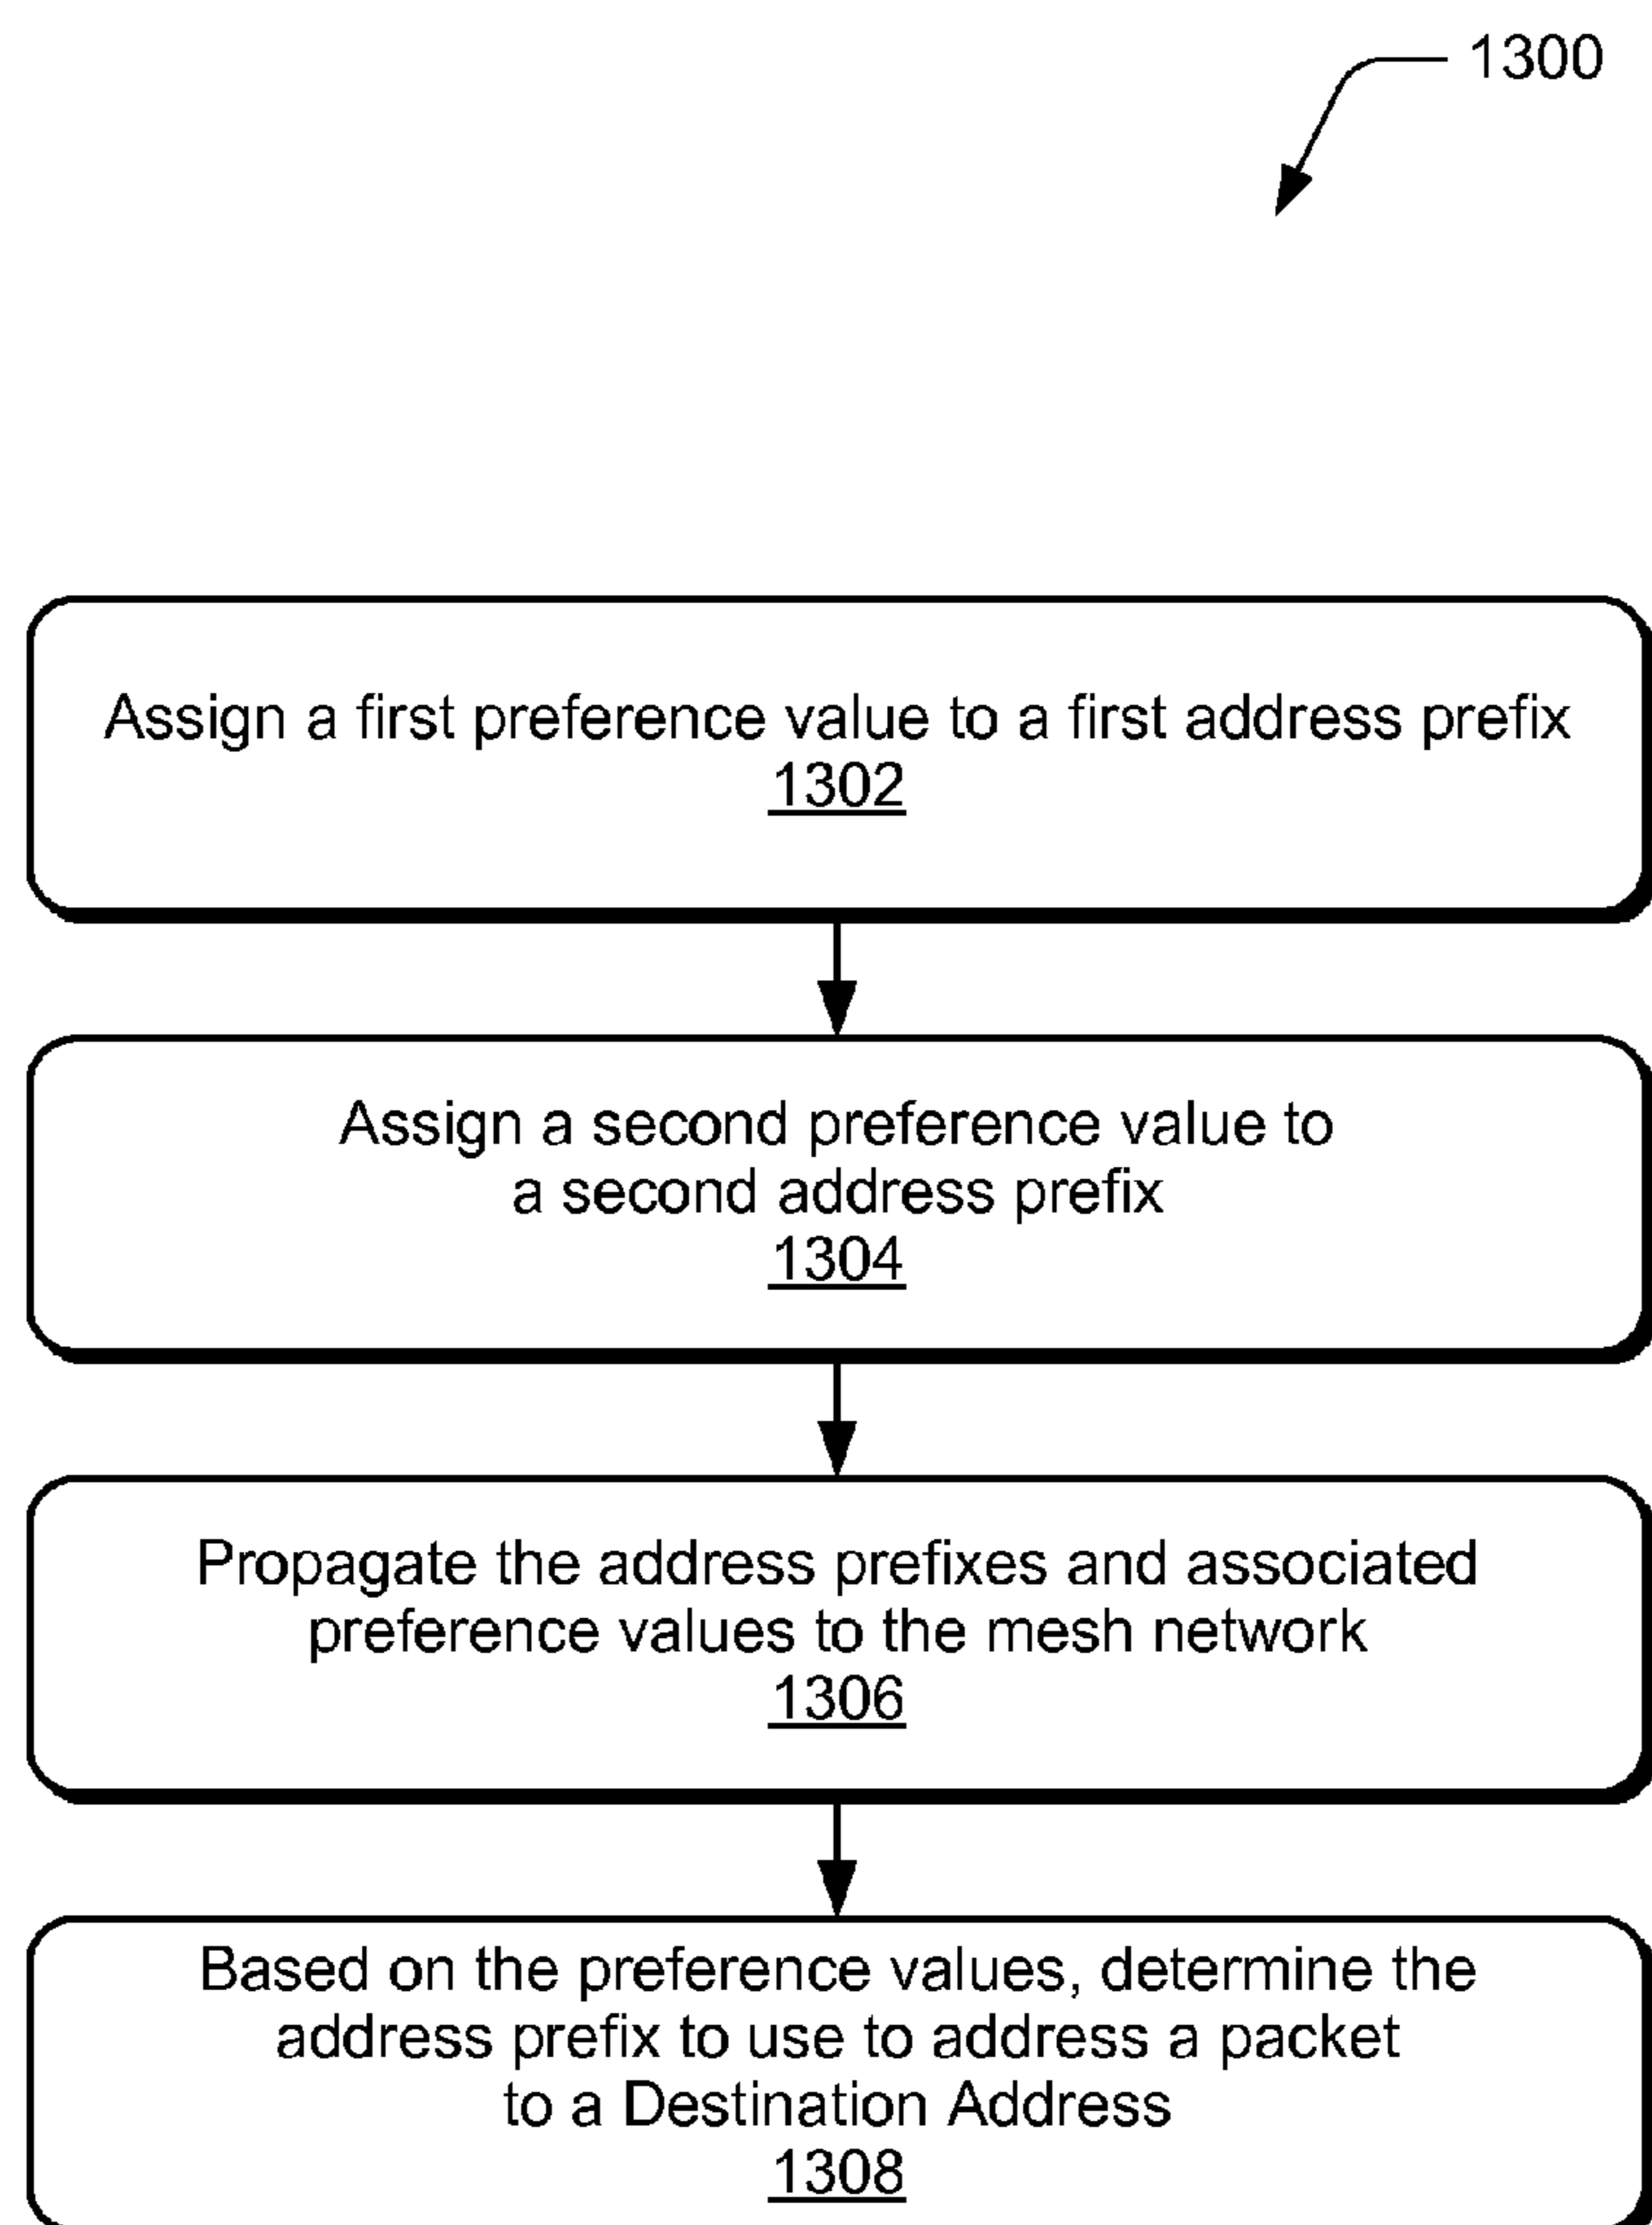 1300
Assign a first preference value to a first address prefix
1302
Assign a second preference value to
a second address prefix
1304
Propagate the address prefixes and associated
preference values to the mesh network
1306
Based on the preference values, determine the
address prefix to use to address a packet
to a Destination Address
1308